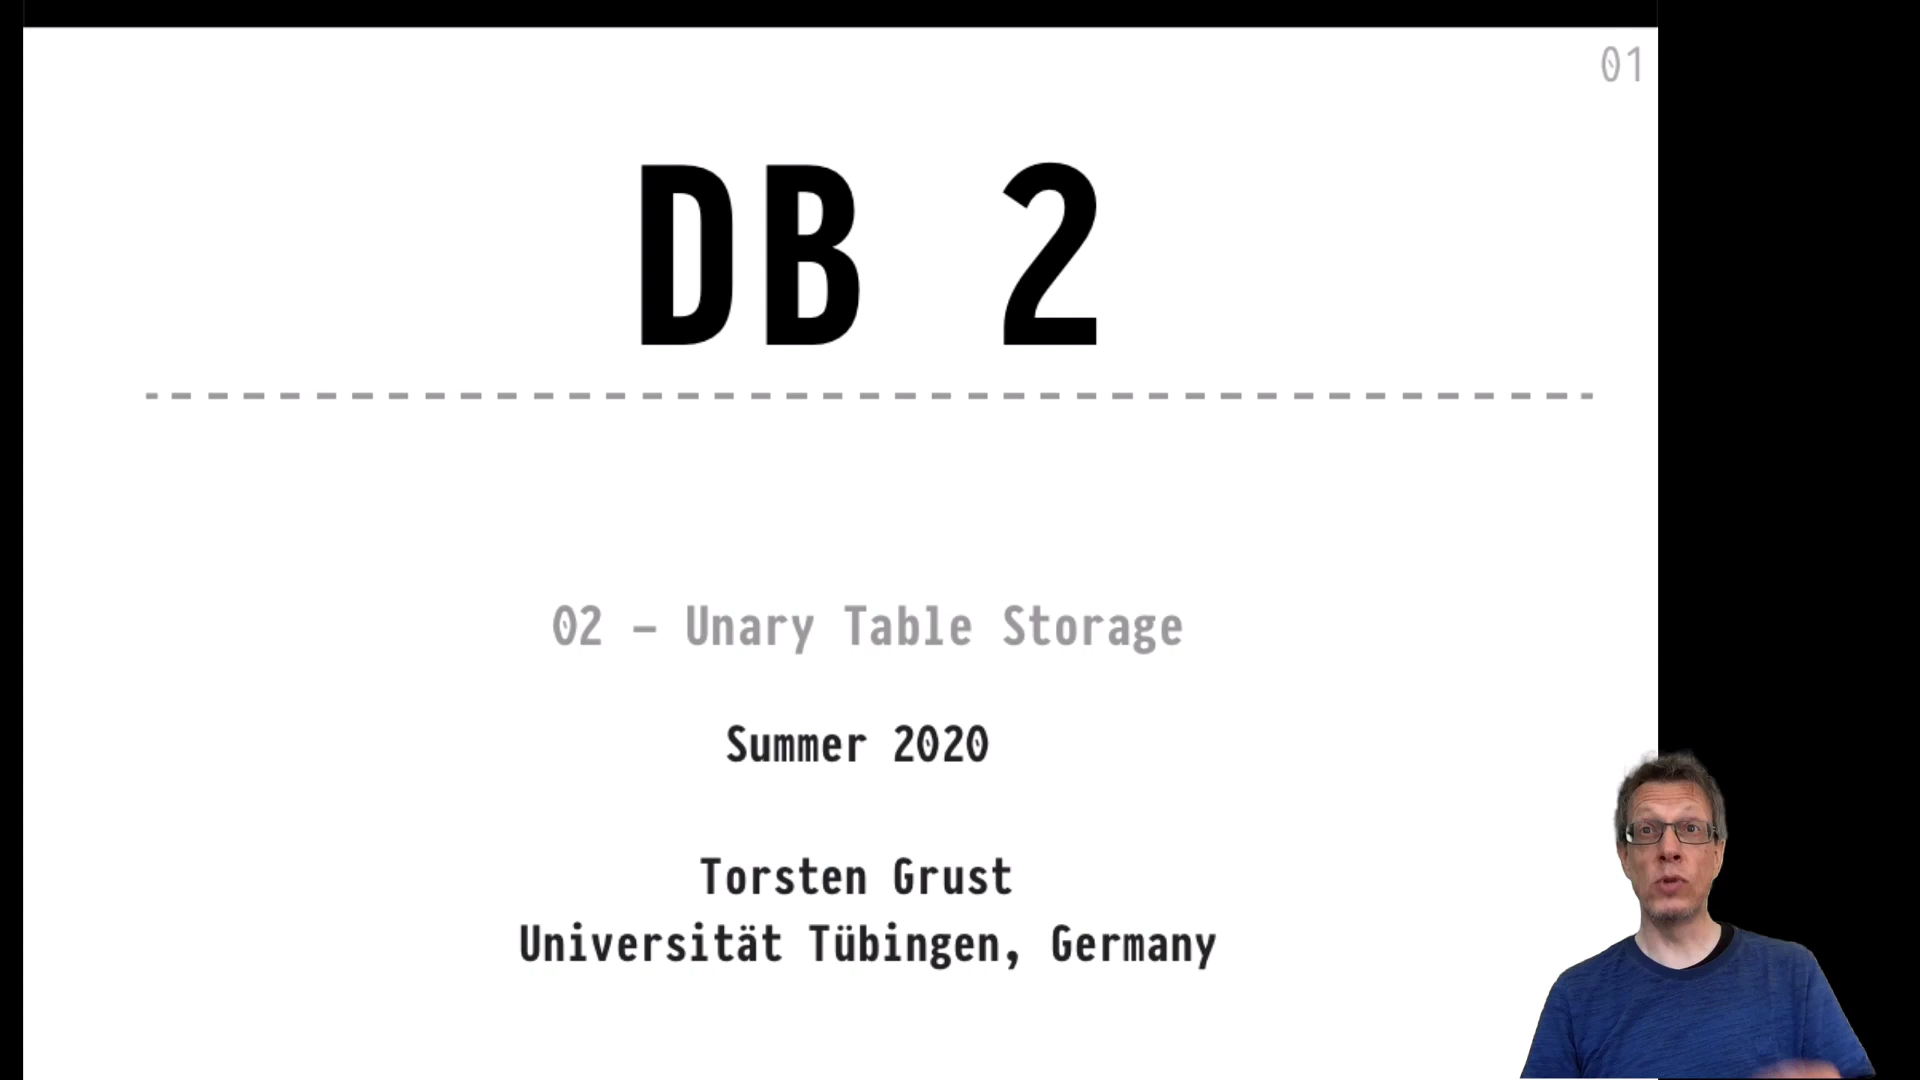 01
DB 2
02 – Unary Table Storage
Summer 2020
Torsten Grust
Universität Tübingen, Germany